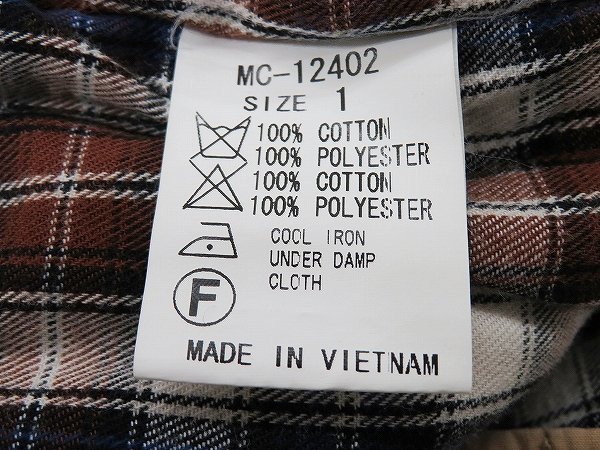 MC-12402
SIZE 1
100% COTTON
100% POLYESTER
100% COTTON
100% POLYESTER
COOL IRON
UNDER DAMP
CLOTH
F
MADE IN VIETNAM